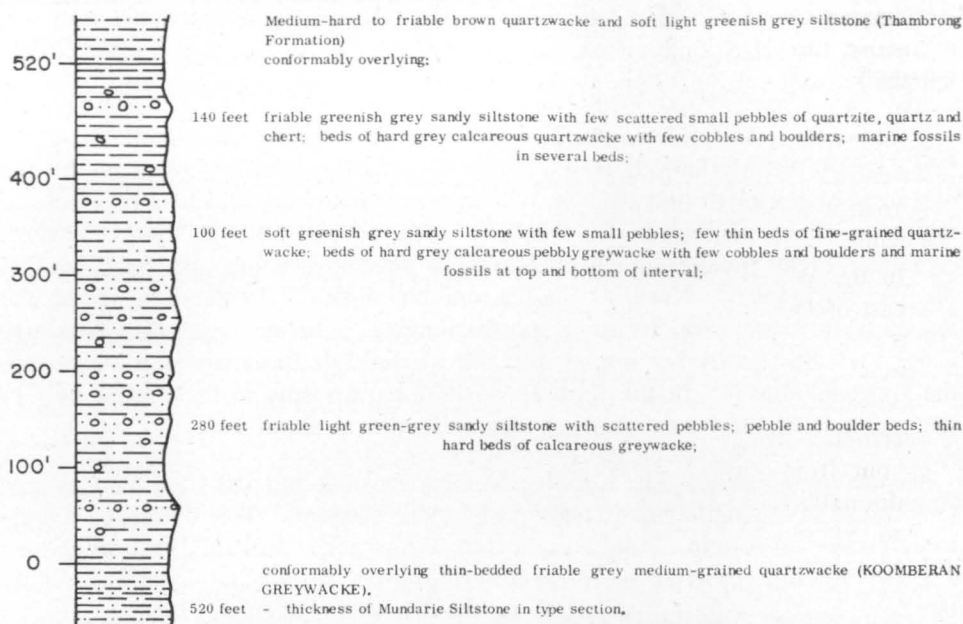 Medium-hard to friable brown quartzwacke and soft light greenish grey siltstone (Thambrong
Formation)
520'
conformably overlying:
140 feet friable greenish grey sandy siltstone with few scattered small pebbles of quartzite, quartz and
chert; beds of hard grey calcareous quartzwacke with few cobbles and boulders; marine fossils
in several beds;
400'
100 feet soft greenish grey sandy siltstone with few small pebbles; few thin beds of fine-grained quartz-
wacke; beds of hard grey calcareous pebbly greywacke with few cobbles and boulders and marine
fossils at top and bottom of interval;
300'
200
280 feet friable light green-grey sandy siltstone with scattered pebbles; pebble and boulder beds; thin
hard beds of calcareous greywacke;
100'
0
conformably overlying thin-bedded friable grey medium-grained quartzwacke (KOOMBERAN
GREYWACKE).
520 feet - thickness of Mundarie Siltstone in type section.